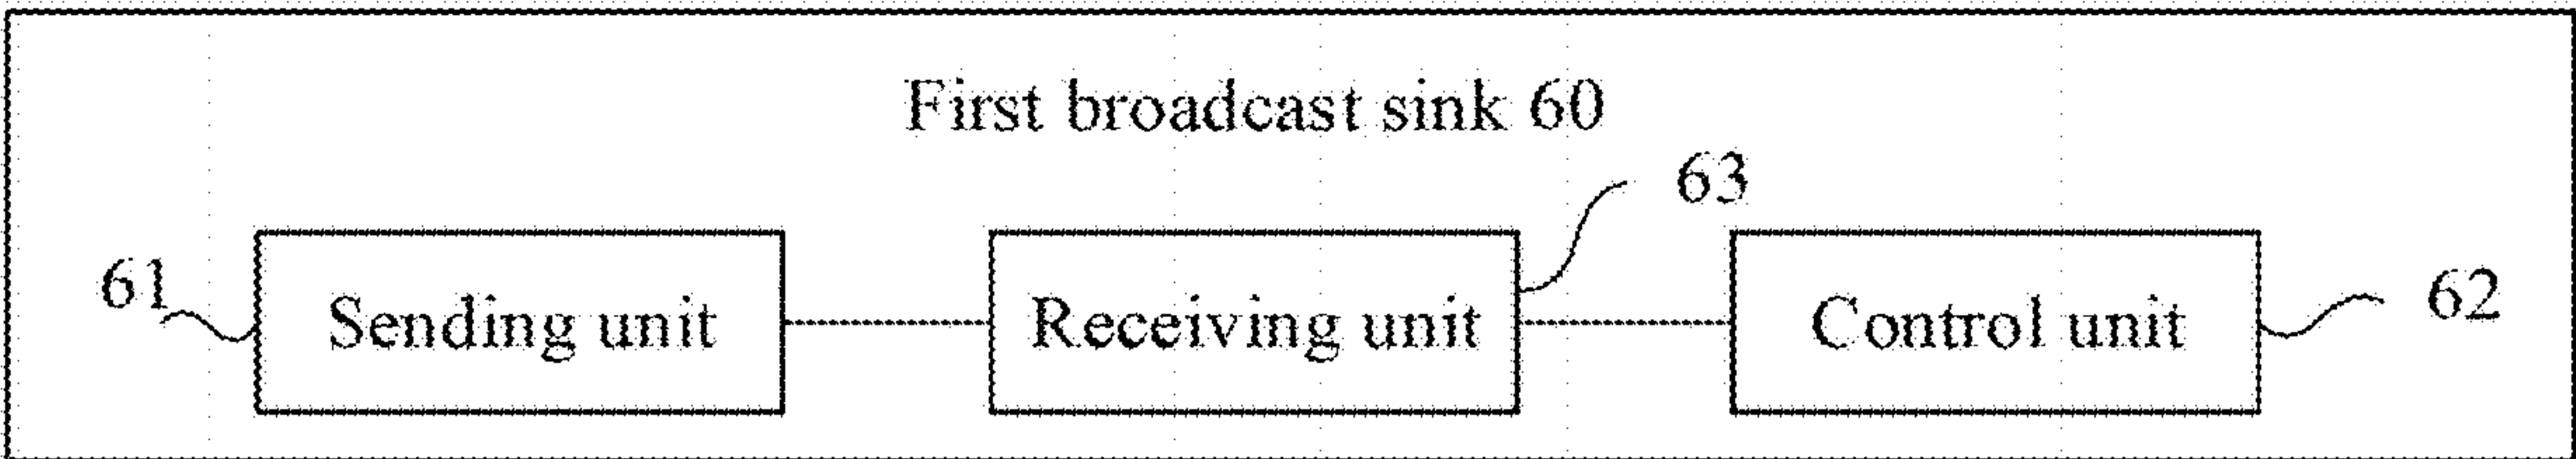 First broadcast sink 60
63
61
Sending unit
Receiving unit
Control unit
62